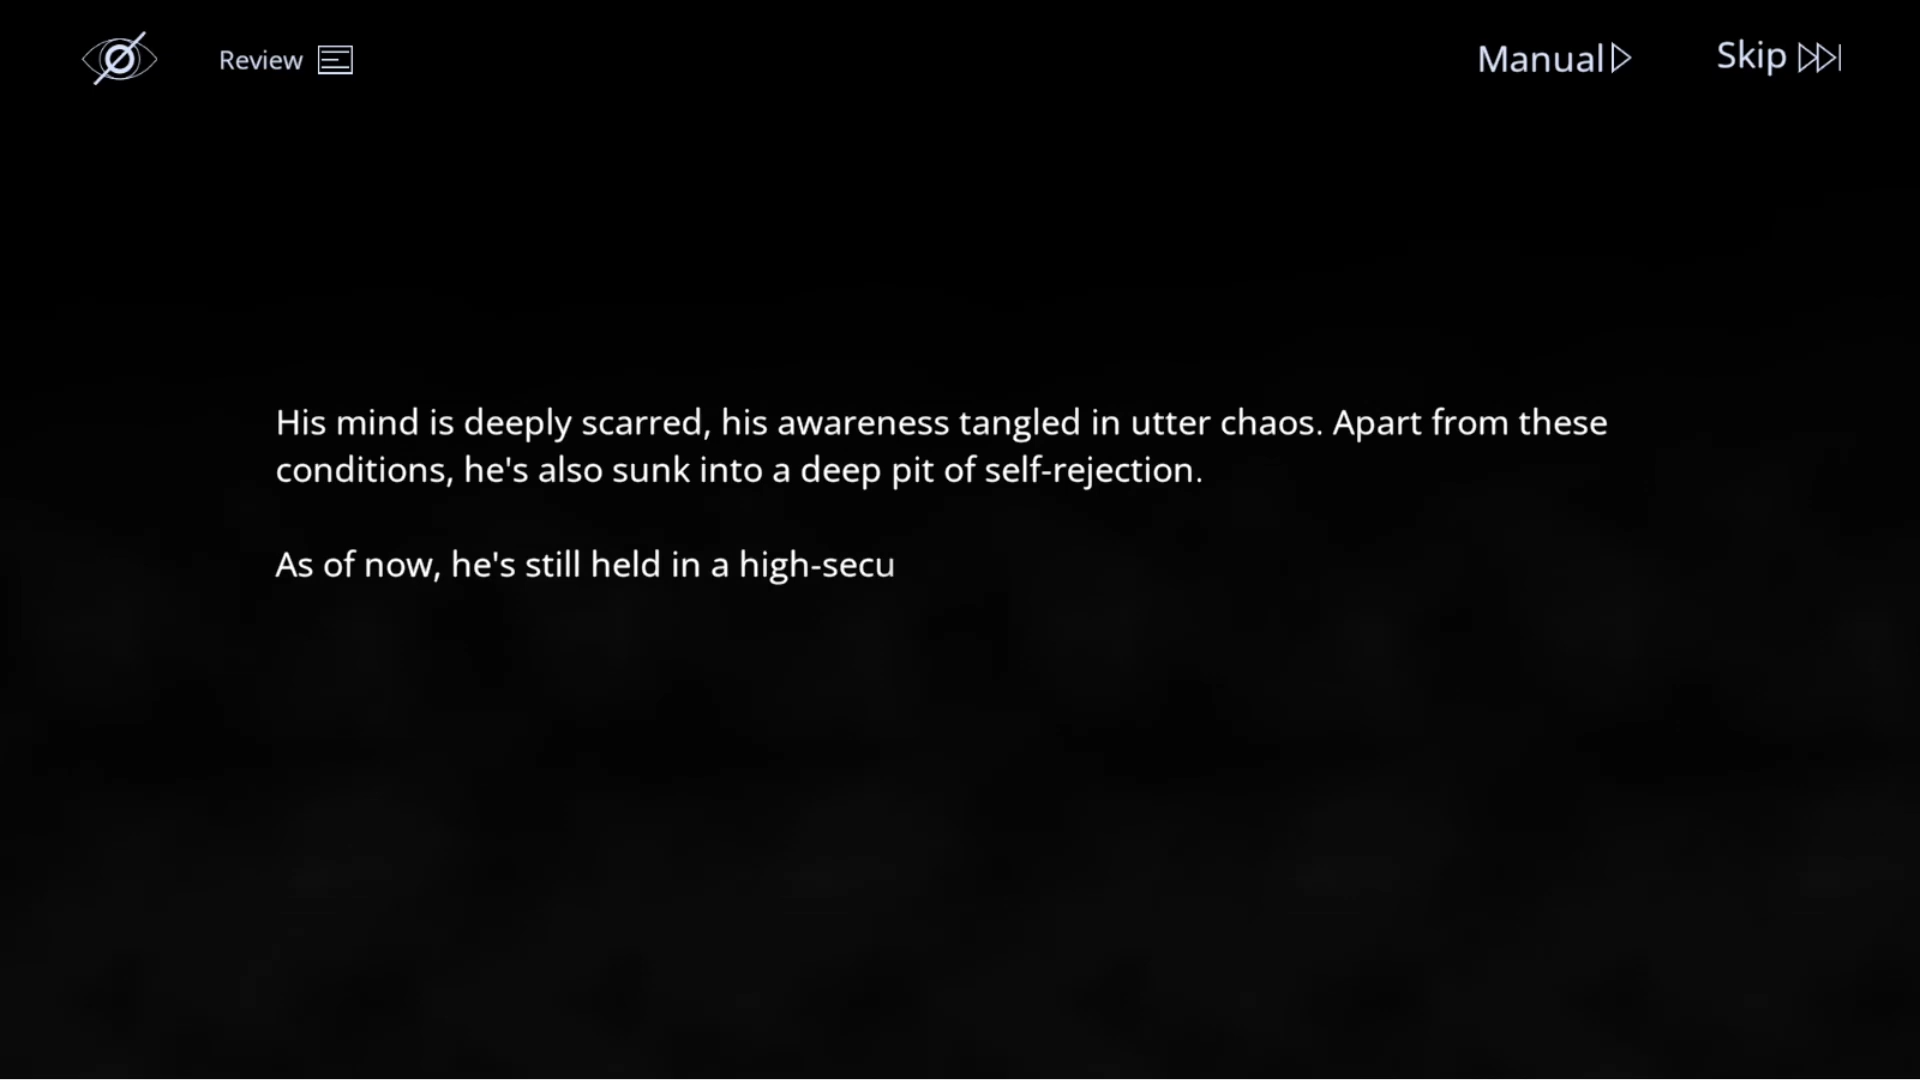 Review
Manual
Skip
His mind is deeply scarred, his awareness tangled in utter chaos. Apart from these
conditions, he's also sunk into a deep pit of self-rejection.
As of now, he's still held in a high-secu